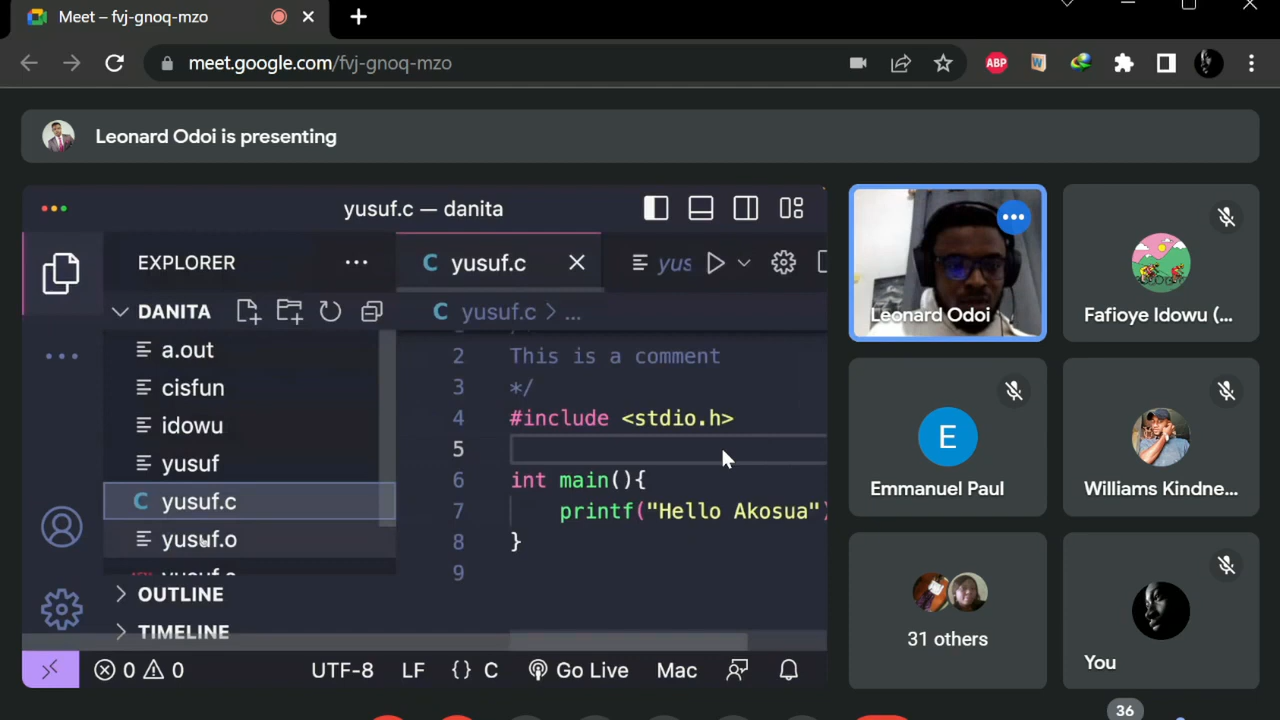 Meet – fvj-gnoq-mzo
meet.google.com/fvj-gnoq-mzo
ABP
Leonard Odoi is presenting
yusuf.c — danita
EXPLORER
C yusuf.c
yus
DANITA
C yusuf.c > ...
a.out
cisfun
idowu
yusuf
C yusuf.c
yusuf.o
OUTLINE
TIMELINE
2 This is a comment
3 */
4 #include <stdio.h>
5
6 int main(){
7 printf("Hello Akosua")
8 }
9
0 0 UTF-8 LF {} C Go Live Mac
Leonard Odoi
Fafioye Idowu (...
E
Emmanuel Paul
Williams Kindne...
31 others
You
36